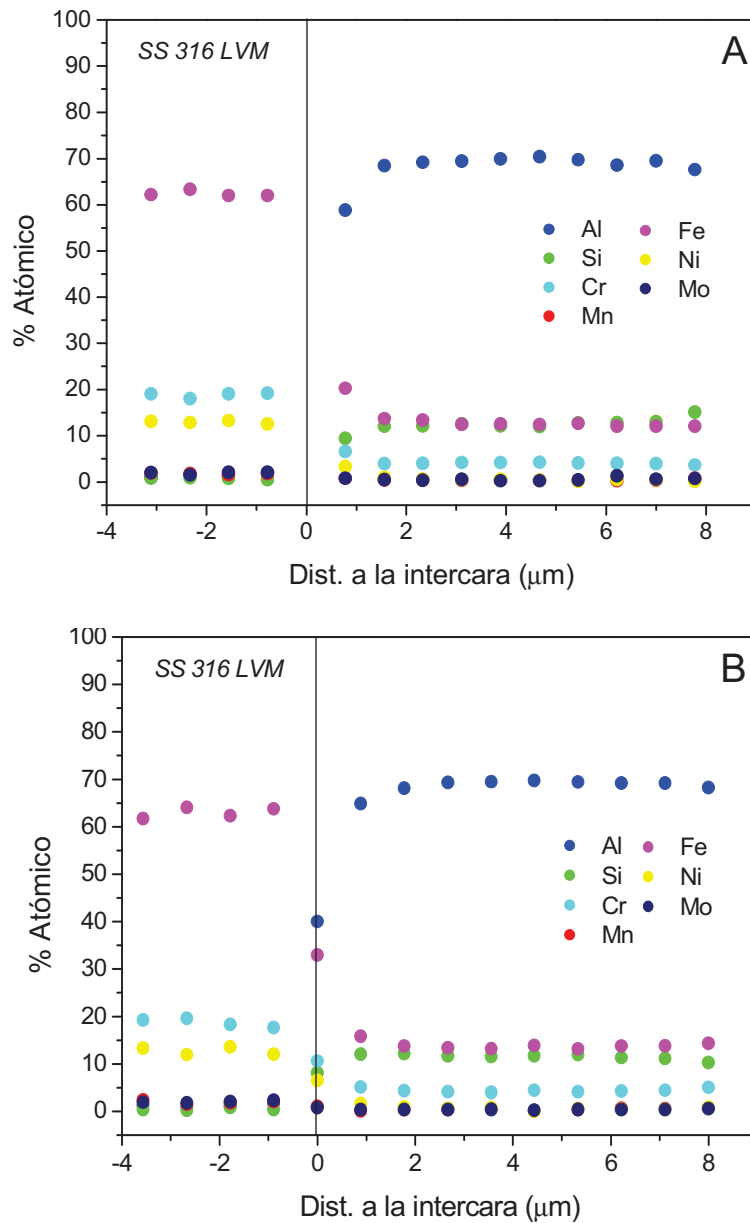 100
90
80
70
60
50
40
30
20
10
0
% Atómico
SS 316 LVM
A
Al
Fe
Si
Ni
Cr
Mo
Mn
-4
-2
0
2
4
6
8
Dist. a la intercara (μm)
100
90
80
70
60
50
40
30
20
10
0
% Atómico
SS 316 LVM
B
Al
Fe
Si
Ni
Cr
Mo
Mn
-4
-2
0
2
4
6
8
Dist. a la intercara (μm)